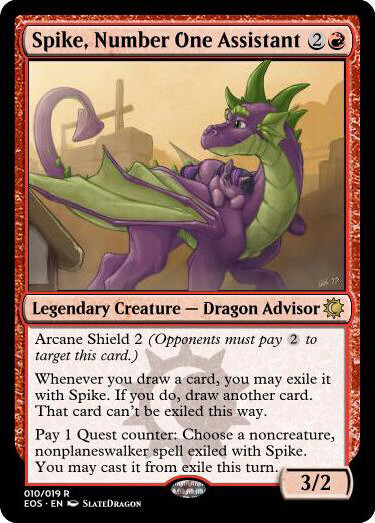 Spike, Number One Assistant 2
Legendary Creature — Dragon Advisor
Arcane Shield 2 (Opponents must pay 2 to
target this card.)
Whenever you draw a card, you may exile it
with Spike. If you do, draw another card.
That card can't be exiled this way.
Pay 1 Quest counter: Choose a noncreature,
nonplaneswalker spell exiled with Spike.
You may cast it from exile this turn.
3/2
010/019 R
EOS • EN SlateDragon